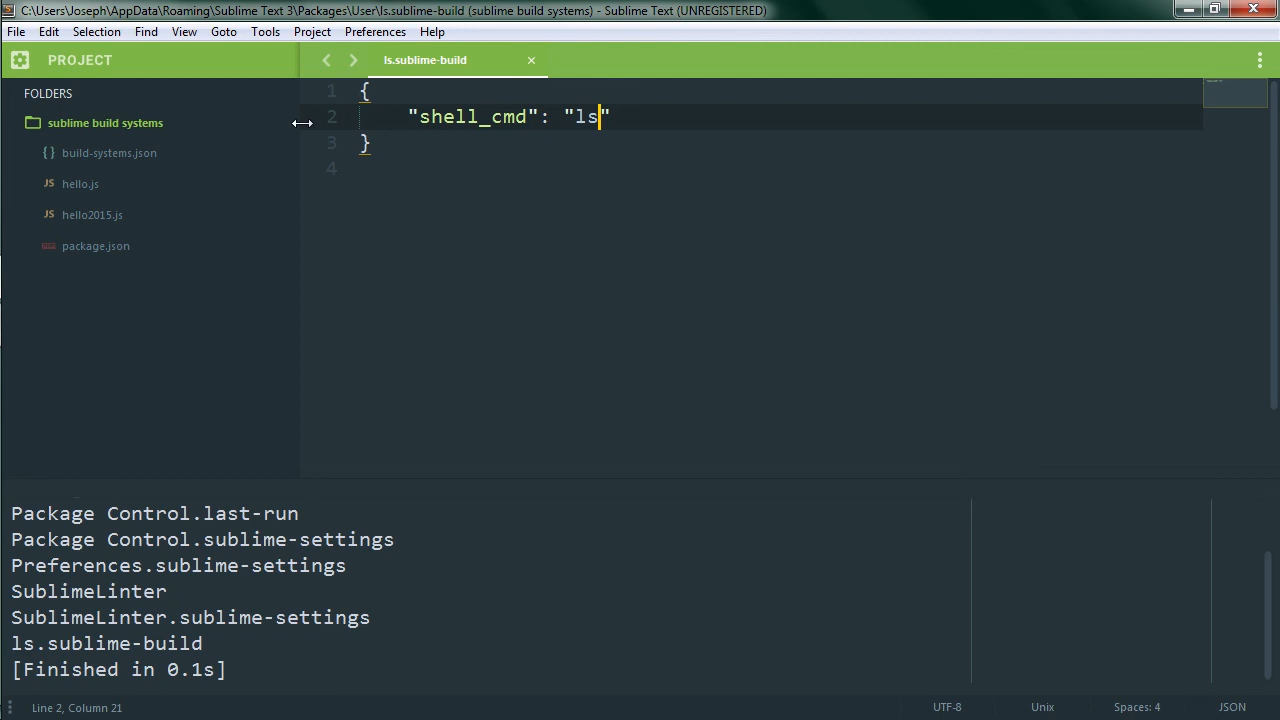 C:\Users\Joseph\AppData\Roaming\Sublime Text 3\Packages\User\ls.sublime-build (sublime build systems) - Sublime Text (UNREGISTERED)
File Edit Selection Find View Goto Tools Project Preferences Help
PROJECT
ls.sublime-build
FOLDERS
sublime build systems
build-systems.json
JS hello.js
JS hello2015.js
package.json
1 {
2 "shell_cmd": "ls"
3 }
4
Package Control.last-run
Package Control.sublime-settings
Preferences.sublime-settings
SublimeLinter
SublimeLinter.sublime-settings
ls.sublime-build
[Finished in 0.1s]
Line 2, Column 21 UTF-8 Unix Spaces: 4 JSON